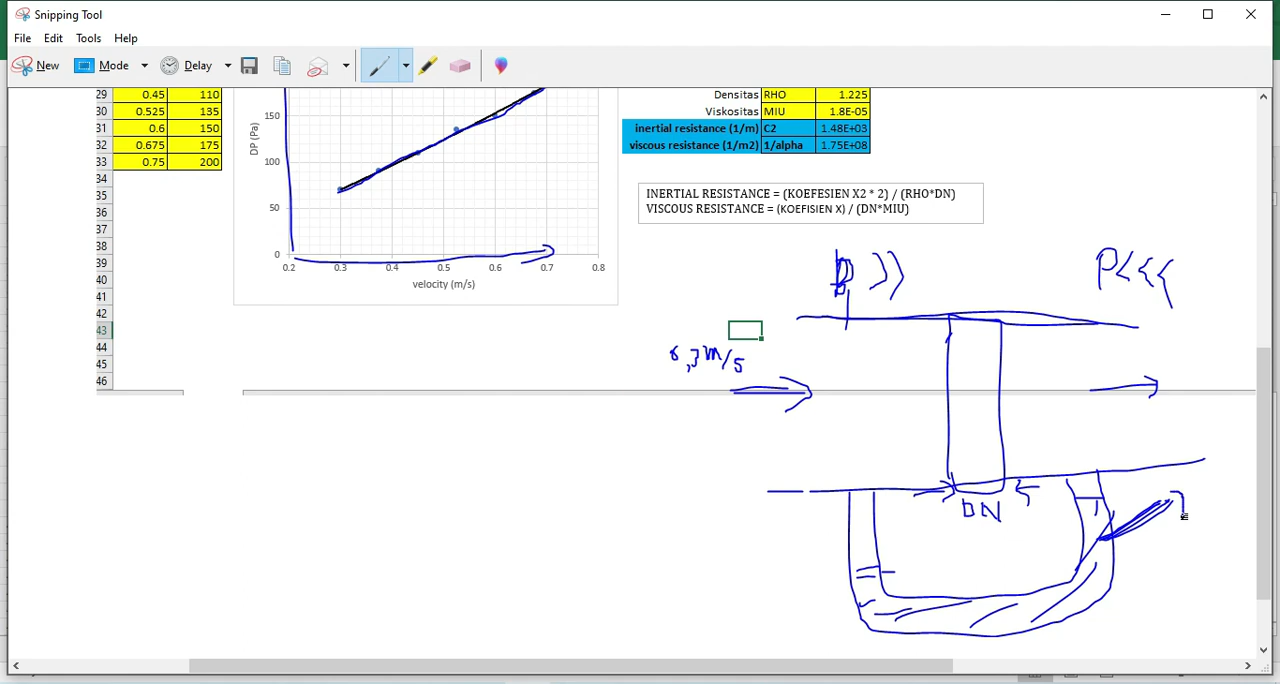 Snipping Tool
File Edit Tools Help
New Mode Delay
29 0.45 110
30 0.525 135
31 0.6 150
32 0.675 175
33 0.75 200
34
35
36
37
38
39
40
41
42
43
44
45
46
DP (Pa)
150
100
50
0
0.2 0.3 0.4 0.5 0.6 0.7 0.8
velocity (m/s)
Densitas RHO 1.225
Viskositas MIU 1.8E-05
inertial resistance (1/m) C2 1.48E+03
viscous resistance (1/m2) 1/alpha 1.75E+08
INERTIAL RESISTANCE = (KOEFESIEN X2 * 2) / (RHO*DN)
VISCOUS RESISTANCE = (KOEFISIEN X) / (DN*MIU)
P<<<
m/s
DN